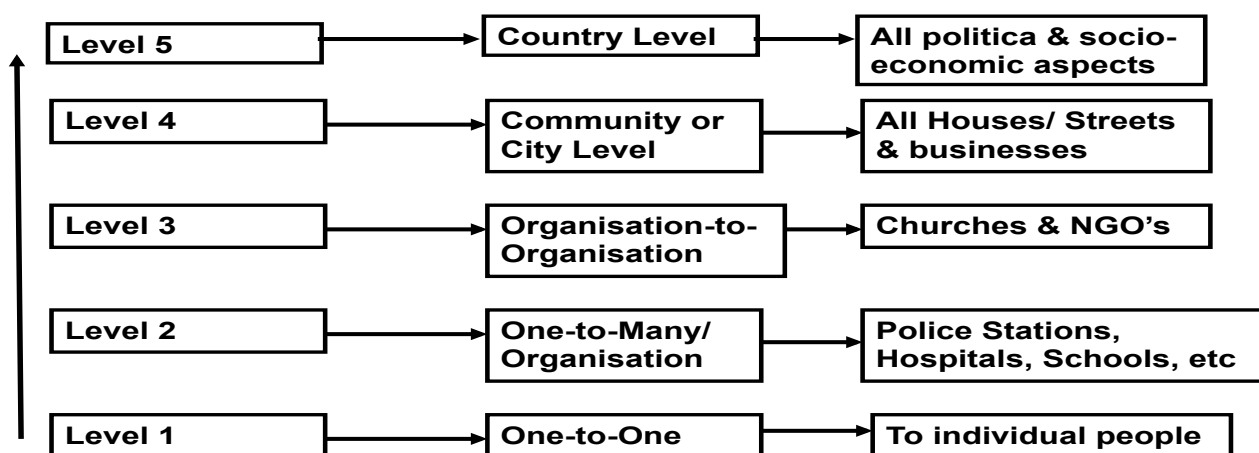 Level 5
Country Level
All politica & socio-
economic aspects
Level 4
Community or
City Level
All Houses/ Streets
& businesses
Level 3
Organisation-to-
Organisation
Churches & NGO’s
Level 2
One-to-Many/
Organisation
Police Stations,
Hospitals, Schools, etc
Level 1
One-to-One
To individual people